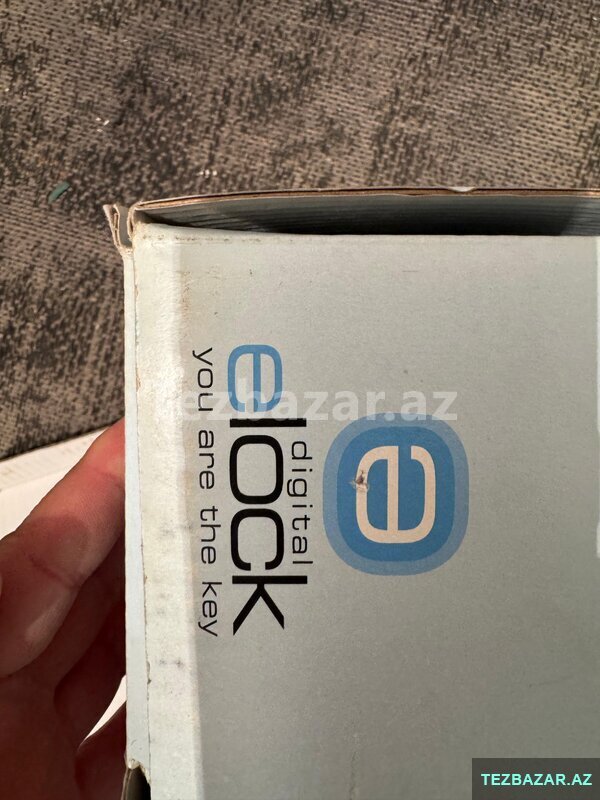 e
digital
elock
you are the key
tezbazar.az
TEZBAZAR.AZ